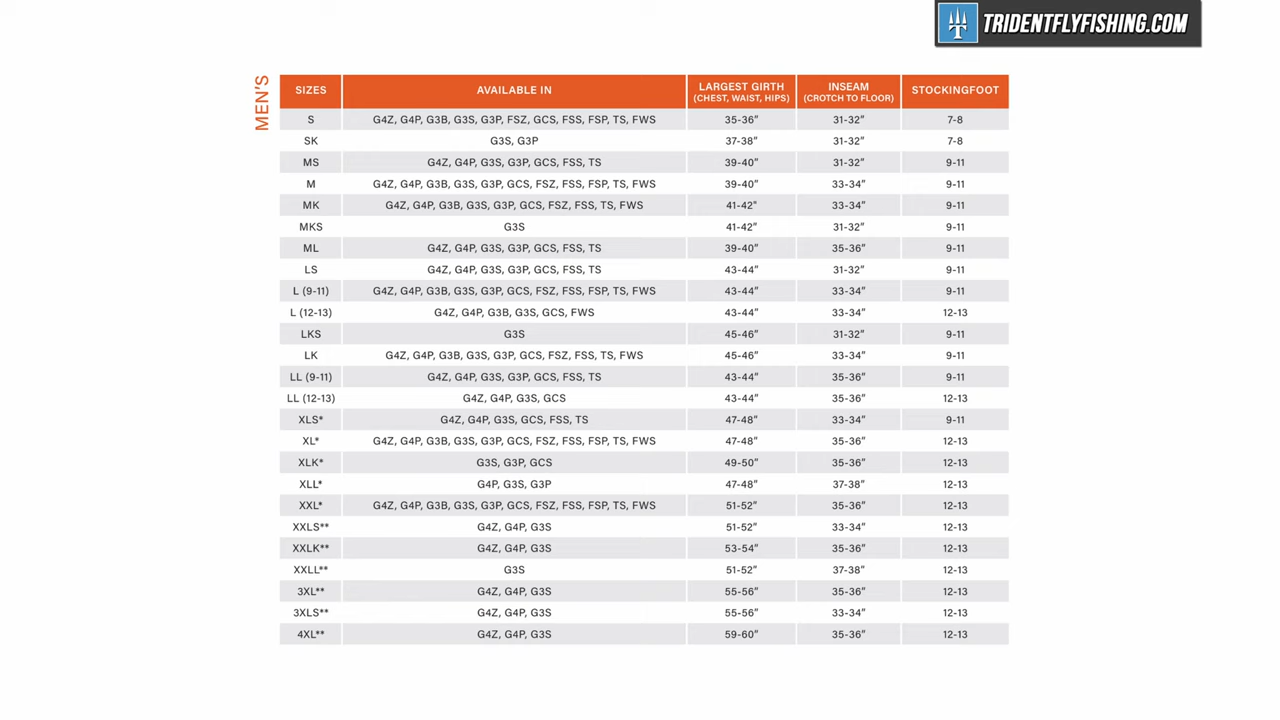 TRIDENTFLYFISHING.COM
MEN'S
SIZES AVAILABLE IN LARGEST GIRTH (CHEST, WAIST, HIPS) INSEAM (CROTCH TO FLOOR) STOCKINGFOOT
S G4Z, G4P, G3B, G3S, G3P, FSZ, GCS, FSS, FSP, TS, FWS 35-36" 31-32" 7-8
SK G3S, G3P 37-38" 31-32" 7-8
MS G4Z, G4P, G3S, G3P, GCS, FSS, TS 39-40" 31-32" 9-11
M G4Z, G4P, G3B, G3S, G3P, GCS, FSZ, FSS, FSP, TS, FWS 39-40" 33-34" 9-11
MK G4Z, G4P, G3B, G3S, G3P, GCS, FSZ, FSS, TS, FWS 41-42" 33-34" 9-11
MKS G3S 41-42" 31-32" 9-11
ML G4Z, G4P, G3S, G3P, GCS, FSS, TS 39-40" 35-36" 9-11
LS G4Z, G4P, G3S, G3P, GCS, FSS, TS 43-44" 31-32" 9-11
L (9-11) G4Z, G4P, G3B, G3S, G3P, GCS, FSZ, FSS, FSP, TS, FWS 43-44" 33-34" 9-11
L (12-13) G4Z, G4P, G3B, G3S, GCS, FWS 43-44" 33-34" 12-13
LKS G3S 45-46" 31-32" 9-11
LK G4Z, G4P, G3B, G3S, G3P, GCS, FSZ, FSS, TS, FWS 45-46" 33-34" 9-11
LL (9-11) G4Z, G4P, G3S, G3P, GCS, FSS, TS 43-44" 35-36" 9-11
LL (12-13) G4Z, G4P, G3S, GCS 43-44" 35-36" 12-13
XLS* G4Z, G4P, G3S, GCS, FSS, TS 47-48" 33-34" 9-11
XL* G4Z, G4P, G3B, G3S, G3P, GCS, FSZ, FSS, FSP, TS, FWS 47-48" 35-36" 12-13
XLK* G3S, G3P, GCS 49-50" 35-36" 12-13
XLL* G4P, G3S, G3P 47-48" 37-38" 12-13
XXL* G4Z, G4P, G3B, G3S, G3P, GCS, FSZ, FSS, FSP, TS, FWS 51-52" 35-36" 12-13
XXLS** G4Z, G4P, G3S 51-52" 33-34" 12-13
XXLK** G4Z, G4P, G3S 53-54" 35-36" 12-13
XXLL** G3S 51-52" 37-38" 12-13
3XL** G4Z, G4P, G3S 55-56" 35-36" 12-13
3XLS** G4Z, G4P, G3S 55-56" 33-34" 12-13
4XL** G4Z, G4P, G3S 59-60" 35-36" 12-13